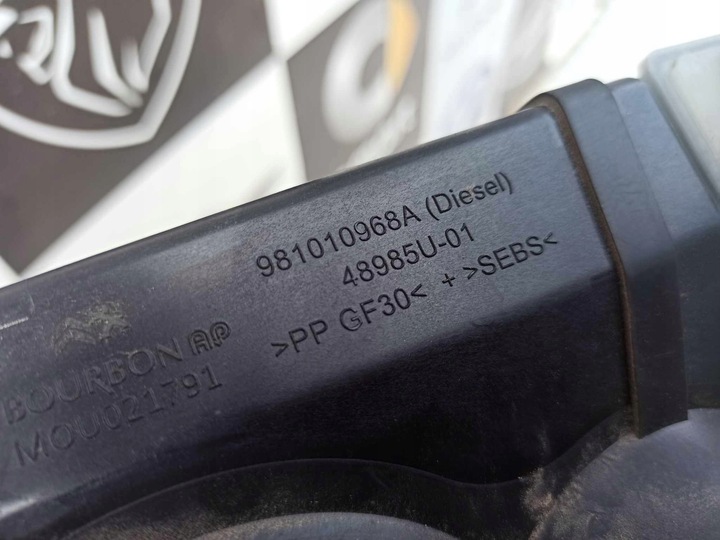 981010968A (Diesel)
48985U-01
>PP GF30< + >SEBS<
BOURBON AP
MOU021791